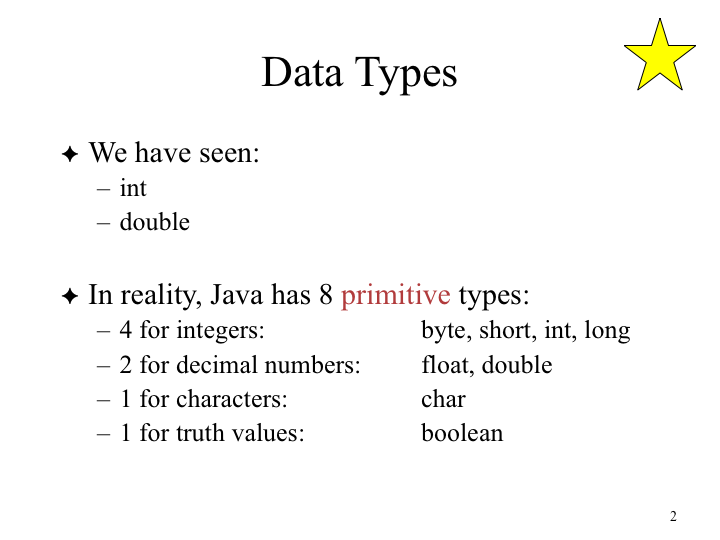 Data Types
✦ We have seen:
– int
– double
✦ In reality, Java has 8 primitive types:
– 4 for integers: byte, short, int, long
– 2 for decimal numbers: float, double
– 1 for characters: char
– 1 for truth values: boolean
2